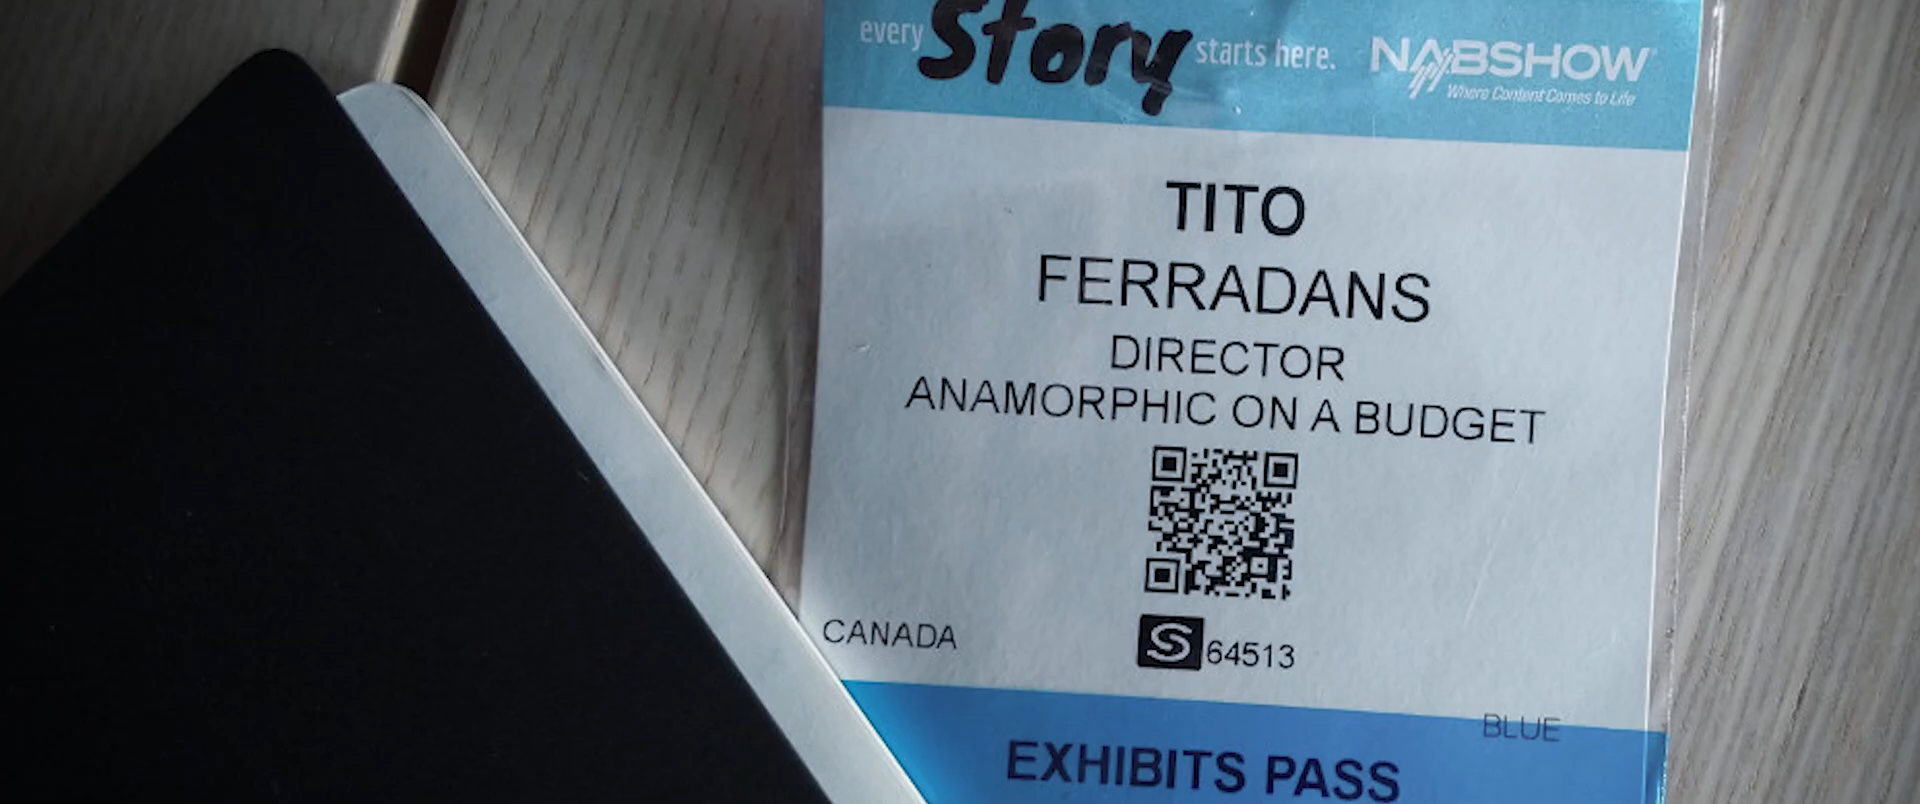 every Story starts here. NABSHOW®
Where Content Comes to Life
TITO
FERRADANS
DIRECTOR
ANAMORPHIC ON A BUDGET
CANADA
S 64513
BLUE
EXHIBITS PASS